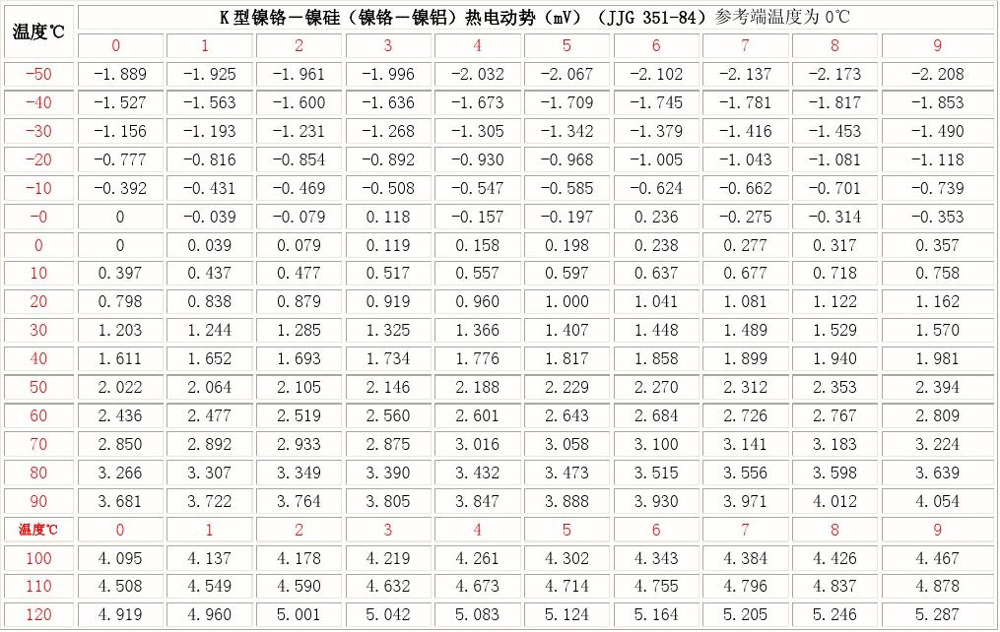 温度℃ K型镍铬－镍硅（镍铬－镍铝）热电动势（mV）（JJG 351-84）参考端温度为 0℃
0 1 2 3 4 5 6 7 8 9
-50 -1.889 -1.925 -1.961 -1.996 -2.032 -2.067 -2.102 -2.137 -2.173 -2.208
-40 -1.527 -1.563 -1.600 -1.636 -1.673 -1.709 -1.745 -1.781 -1.817 -1.853
-30 -1.156 -1.193 -1.231 -1.268 -1.305 -1.342 -1.379 -1.416 -1.453 -1.490
-20 -0.777 -0.816 -0.854 -0.892 -0.930 -0.968 -1.005 -1.043 -1.081 -1.118
-10 -0.392 -0.431 -0.469 -0.508 -0.547 -0.585 -0.624 -0.662 -0.701 -0.739
-0 0 -0.039 -0.079 0.118 -0.157 -0.197 0.236 -0.275 -0.314 -0.353
0 0 0.039 0.079 0.119 0.158 0.198 0.238 0.277 0.317 0.357
10 0.397 0.437 0.477 0.517 0.557 0.597 0.637 0.677 0.718 0.758
20 0.798 0.838 0.879 0.919 0.960 1.000 1.041 1.081 1.122 1.162
30 1.203 1.244 1.285 1.325 1.366 1.407 1.448 1.489 1.529 1.570
40 1.611 1.652 1.693 1.734 1.776 1.817 1.858 1.899 1.940 1.981
50 2.022 2.064 2.105 2.146 2.188 2.229 2.270 2.312 2.353 2.394
60 2.436 2.477 2.519 2.560 2.601 2.643 2.684 2.726 2.767 2.809
70 2.850 2.892 2.933 2.875 3.016 3.058 3.100 3.141 3.183 3.224
80 3.266 3.307 3.349 3.390 3.432 3.473 3.515 3.556 3.598 3.639
90 3.681 3.722 3.764 3.805 3.847 3.888 3.930 3.971 4.012 4.054
温度℃ 0 1 2 3 4 5 6 7 8 9
100 4.095 4.137 4.178 4.219 4.261 4.302 4.343 4.384 4.426 4.467
110 4.508 4.549 4.590 4.632 4.673 4.714 4.755 4.796 4.837 4.878
120 4.919 4.960 5.001 5.042 5.083 5.124 5.164 5.205 5.246 5.287